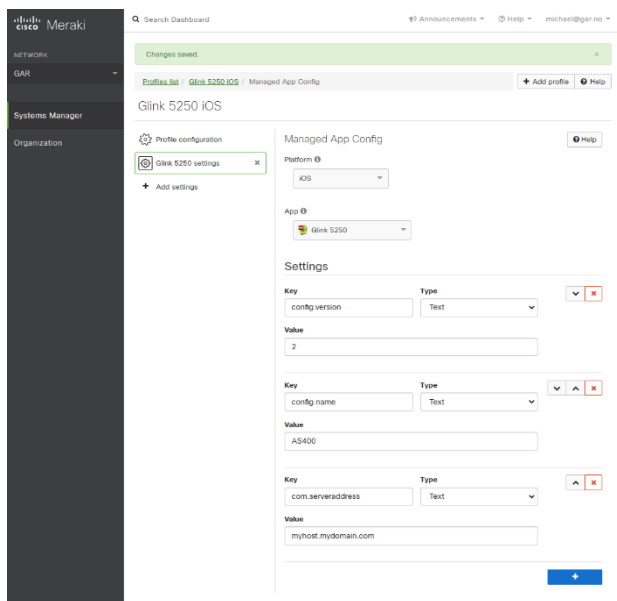 cisco Meraki
Search Dashboard
Announcements
Help
michael@gar.no
NETWORK
GAR
Systems Manager
Organization
Changes saved.
×
Profiles list / Glink 5250 iOS / Managed App Config
+ Add profile
Help
Glink 5250 iOS
Profile configuration
Glink 5250 settings
+ Add settings
Managed App Config
Help
Platform
iOS
App
Glink 5250
Settings
Key Type
config.version Text
Value
2
Key Type
config.name Text
Value
AS400
Key Type
com.serveraddress Text
Value
myhost.mydomain.com
+